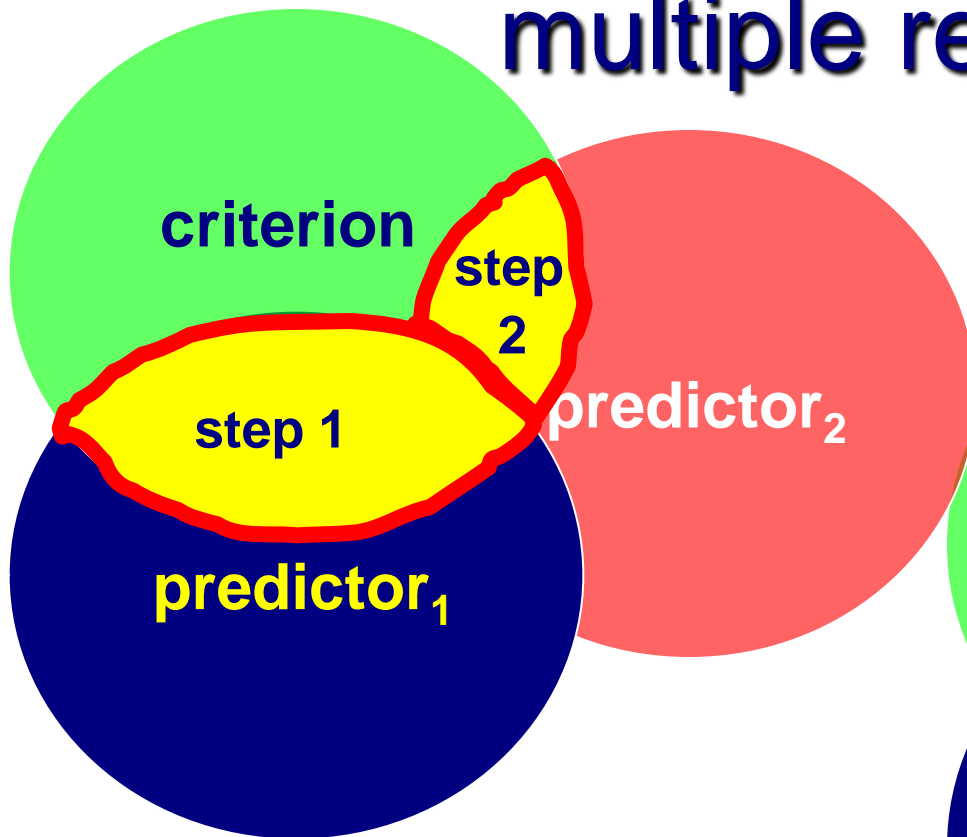 multiple re
criterion
step
2
predictor₂
step 1
predictor₁